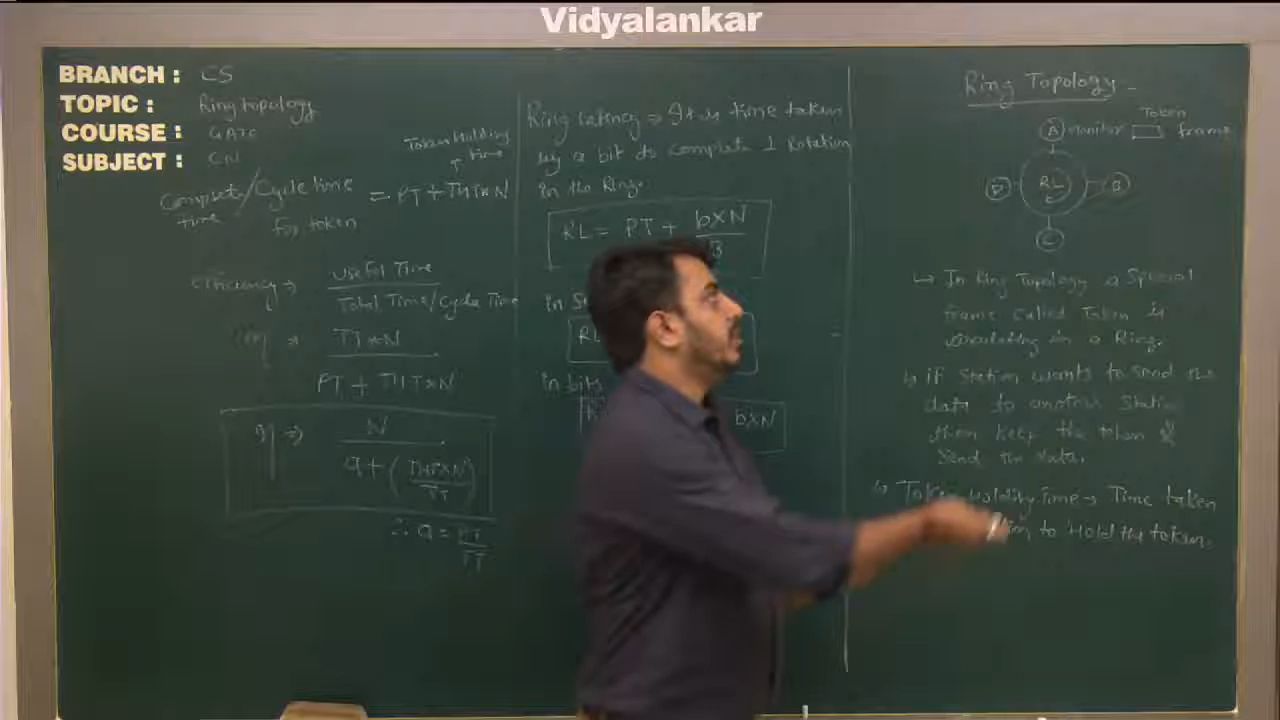 Vidyalankar
BRANCH : CS
TOPIC : Ring topology
COURSE : GATE
SUBJECT : CN
Token Holding
time
Complete/Cycle time = PT + THT*N
time for token
Efficiency → Useful Time
Total Time/Cycle Time
η = TT*N
PT + THT*N
η → N
a + (THT*N
TT)
∴ a = PT
TT
Ring latency → It is time taken
by a bit to complete 1 Rotation
in the Ring.
RL = PT + b×N
B
in S
RL
in bits
b×N
Ring Topology -
Token
A Monitor frame
D RL B
C
↳ In Ring Topology a Special
frame called Token is
circulating in a Ring.
↳ if Station wants to send the
data to another Station
then keep the token &
Send the data.
↳ Token Holding Time → Time taken
to Hold the token.